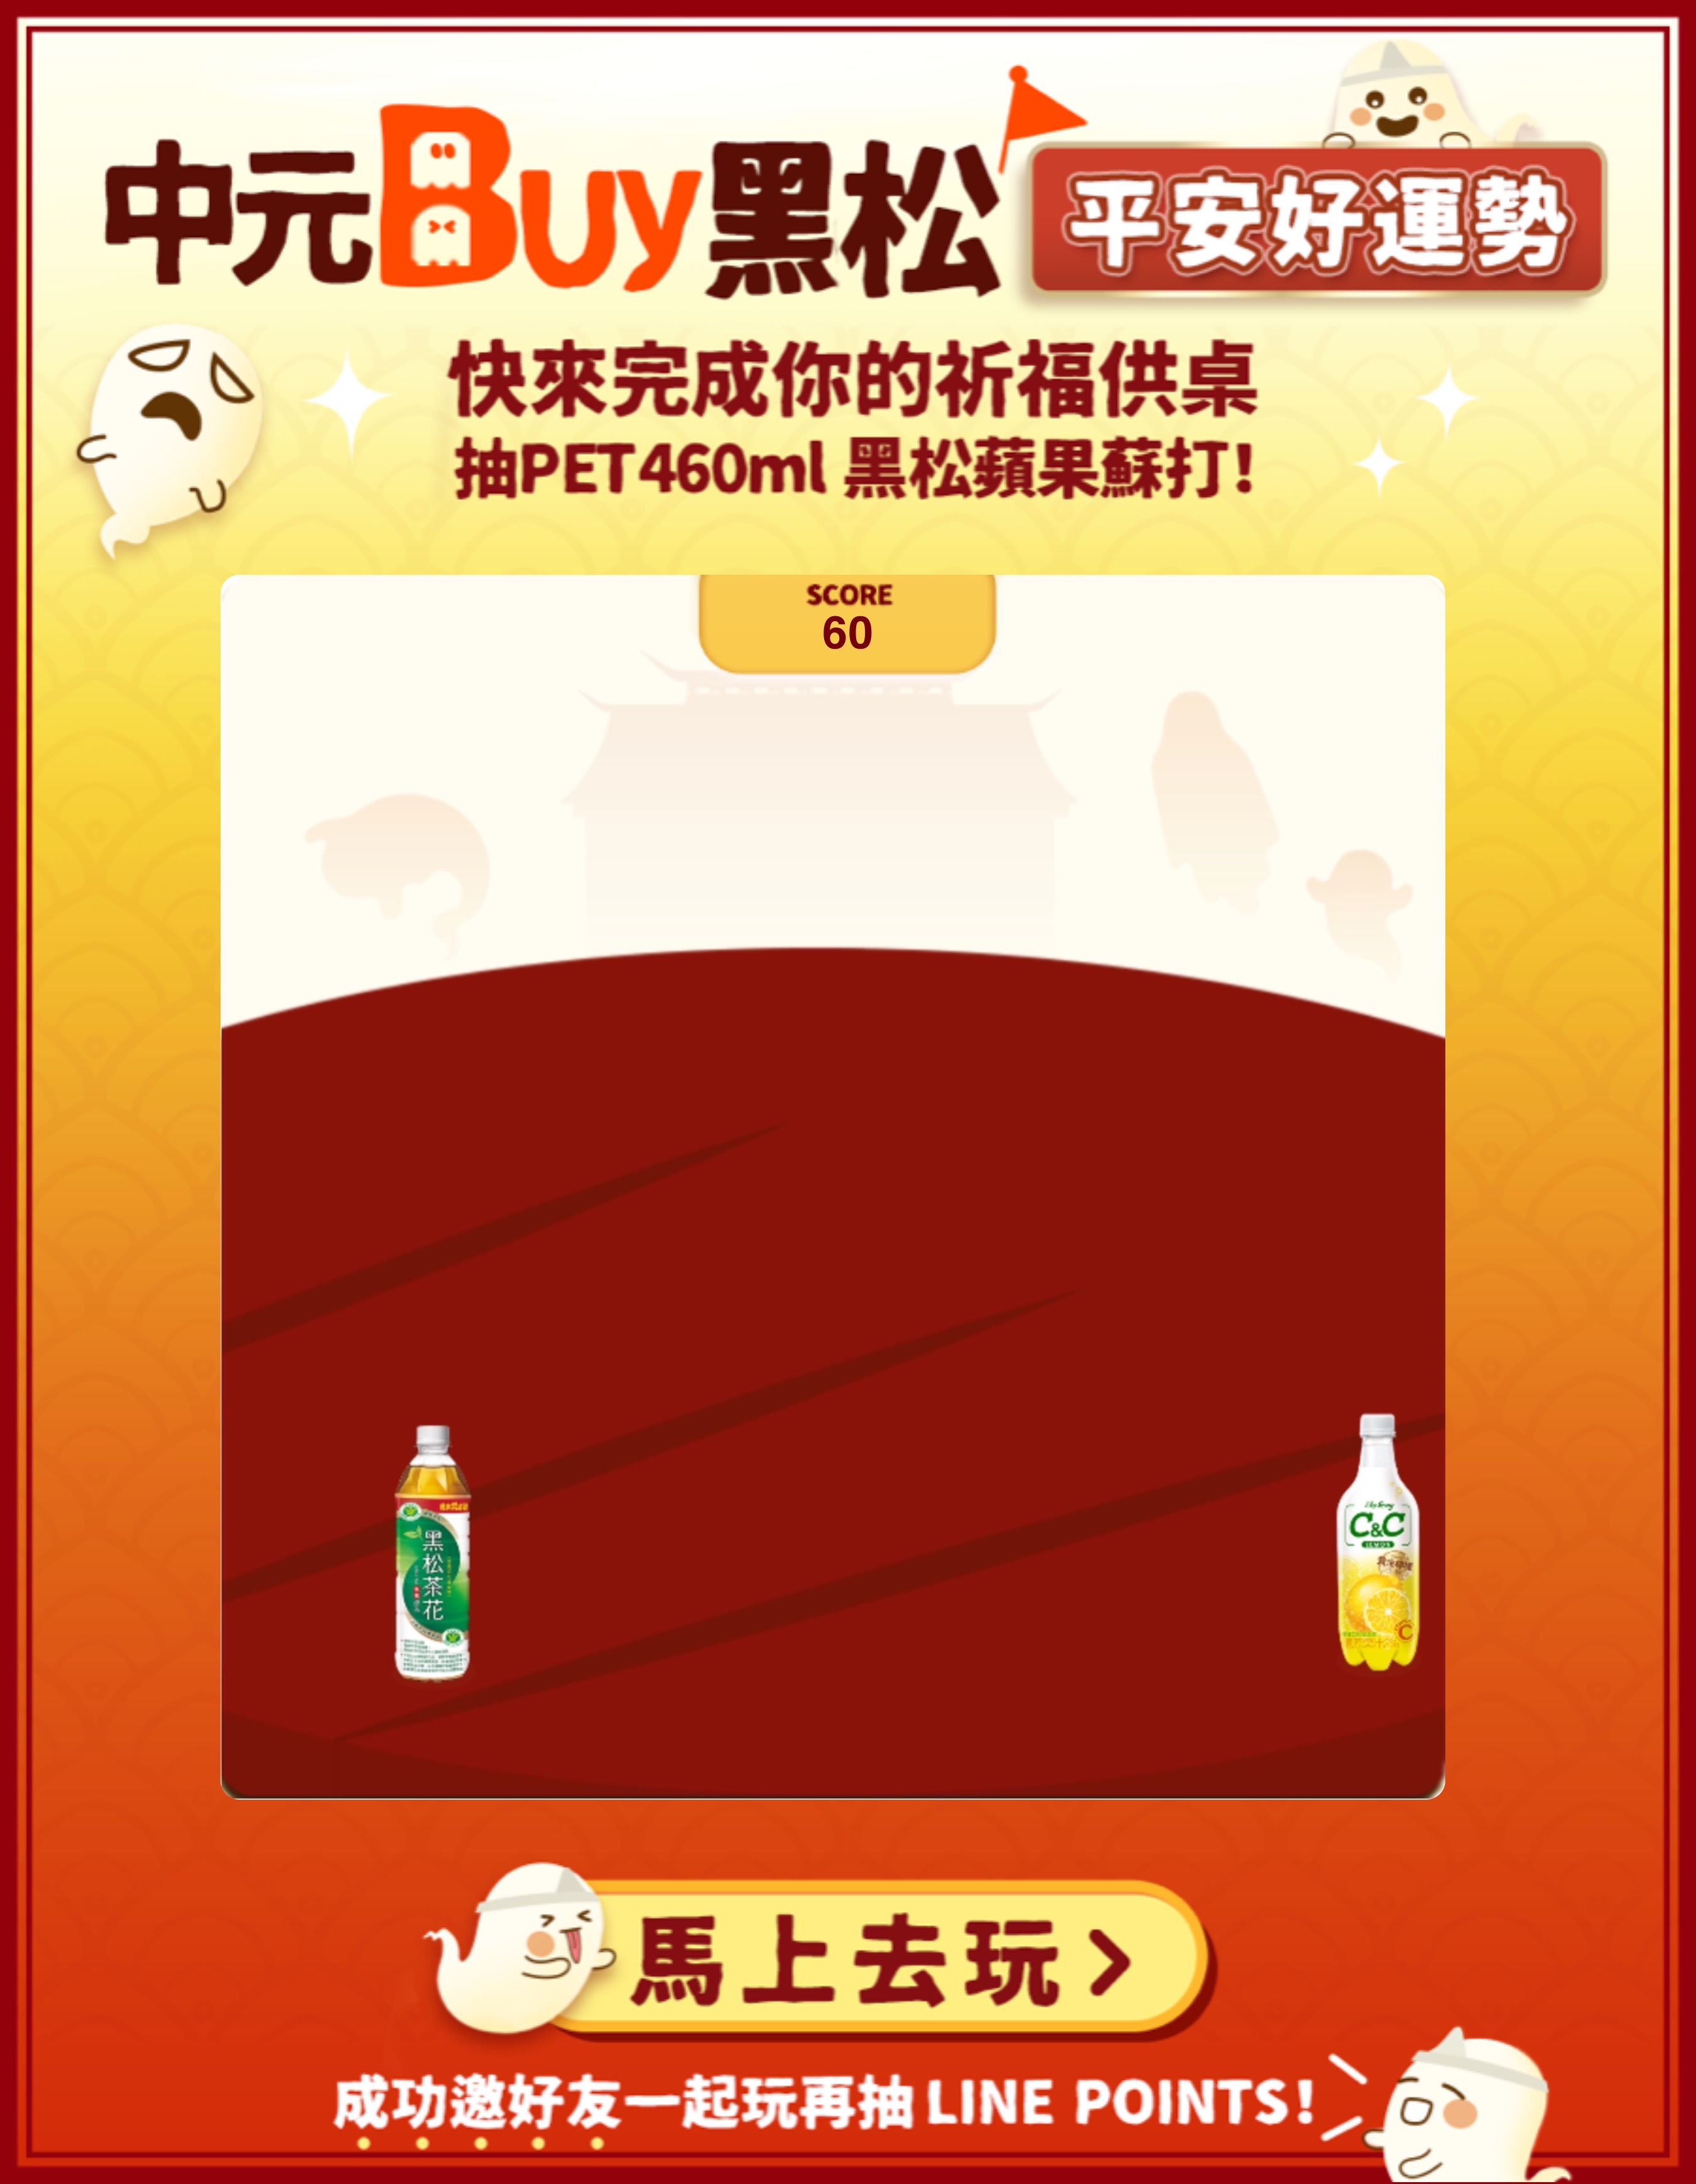 中元Buy黑松 平安好運勢
快來完成你的祈福供桌
抽PET460ml 黑松蘋果蘇打!
SCORE
60
黑松茶花
C&C
LEMON
馬上去玩>
成功邀好友一起玩再抽 LINE POINTS!